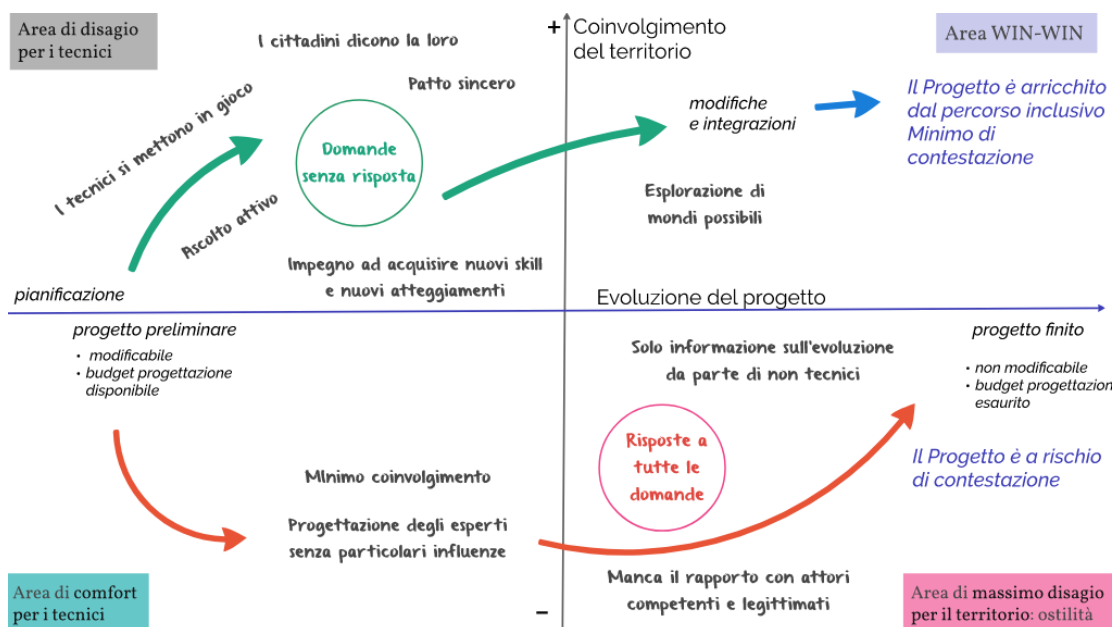 Area di disagio
per i tecnici
I cittadini dicono la loro
Patto sincero
I tecnici si mettono in gioco
Domande
senza risposta
Ascolto attivo
Impegno ad acquisire nuovi skill
e nuovi atteggiamenti
pianificazione
+
Coinvolgimento
del territorio
Area WIN-WIN
modifiche
e integrazioni
Il Progetto è arricchito
dal percorso inclusivo
Minimo di
contestazione
Esplorazione di
mondi possibili
Evoluzione del progetto
progetto preliminare
• modificabile
• budget progettazione
disponibile
MInimo coinvolgimento
Progettazione degli esperti
senza particolari influenze
Area di comfort
per i tecnici
Solo informazione sull'evoluzione
da parte di non tecnici
progetto finito
• non modificabile
• budget progettazion
esaurito
Risposte a
tutte le
domande
Il Progetto è a rischio
di contestazione
Manca il rapporto con attori
competenti e legittimati
–
Area di massimo disagio
per il territorio: ostilità